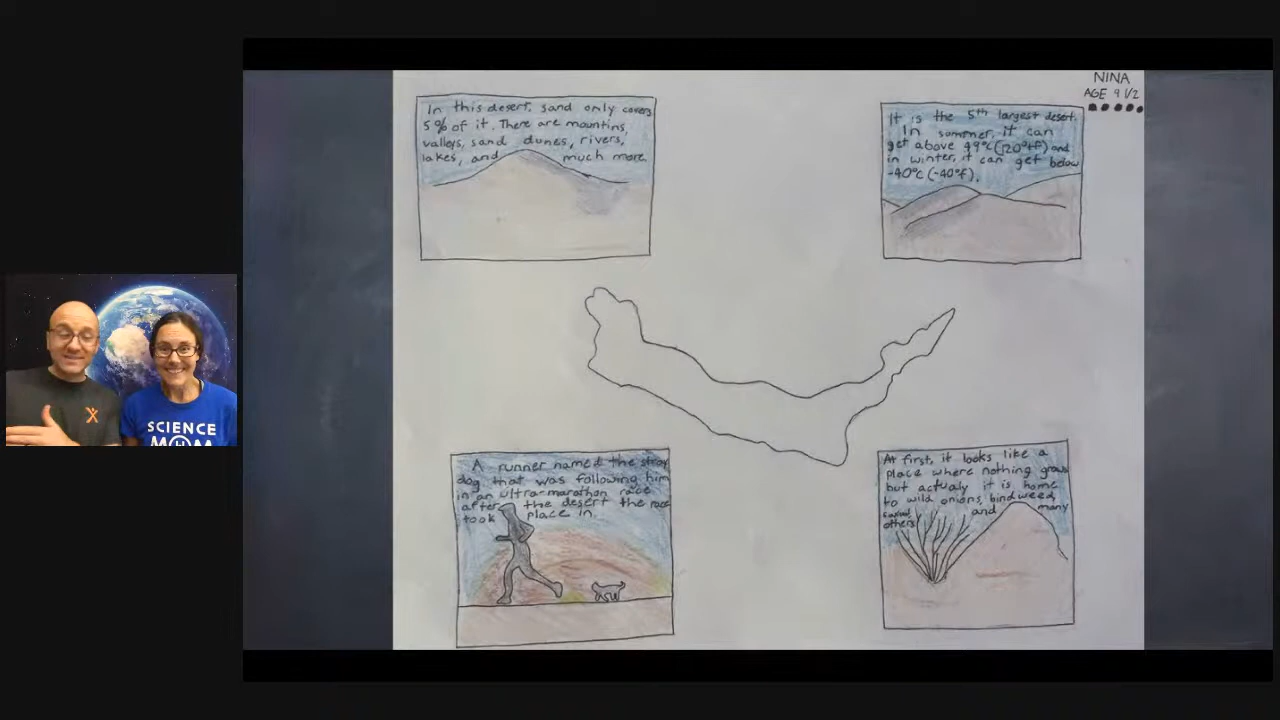 NINA
AGE 9 1/2
In this desert, sand only covers
5% of it. There are mountins,
valleys, sand dunes, rivers,
lakes, and much more.
It is the 5th largest desert.
In summer, it can
get above 49°C (120°F) and
in winter, it can get below
-40°C (-40°F).
SCIENCE
MOM
A runner named the stray
dog that was following him
in an ultra-marathon race
after the desert the race
took place in.
At first, it looks like a
place where nothing grows
but actualy it is home
to wild onions, bindweed,
and many
others